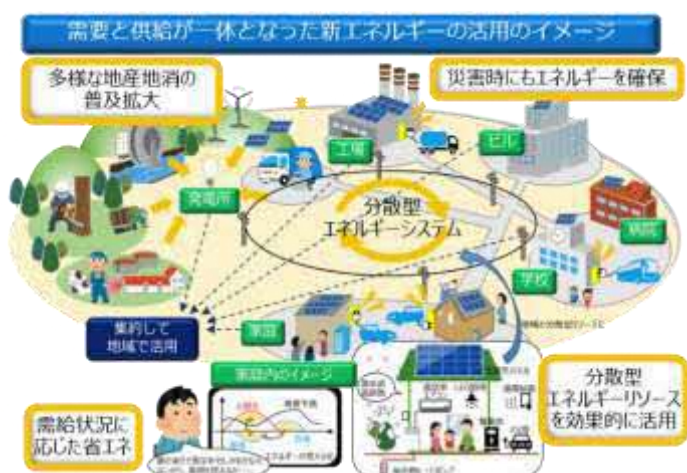 需要と供給が一体となった新エネルギーの活用のイメージ
多様な地産地消の
普及拡大
災害時にもエネルギーを確保
工場
ビル
発電所
分散型
エネルギーシステム
病院
学校
集約して
地域で活用
家庭
家庭内のイメージ
分散型
エネルギーリソース
を効果的に活用
需給状況に
応じた省エネ